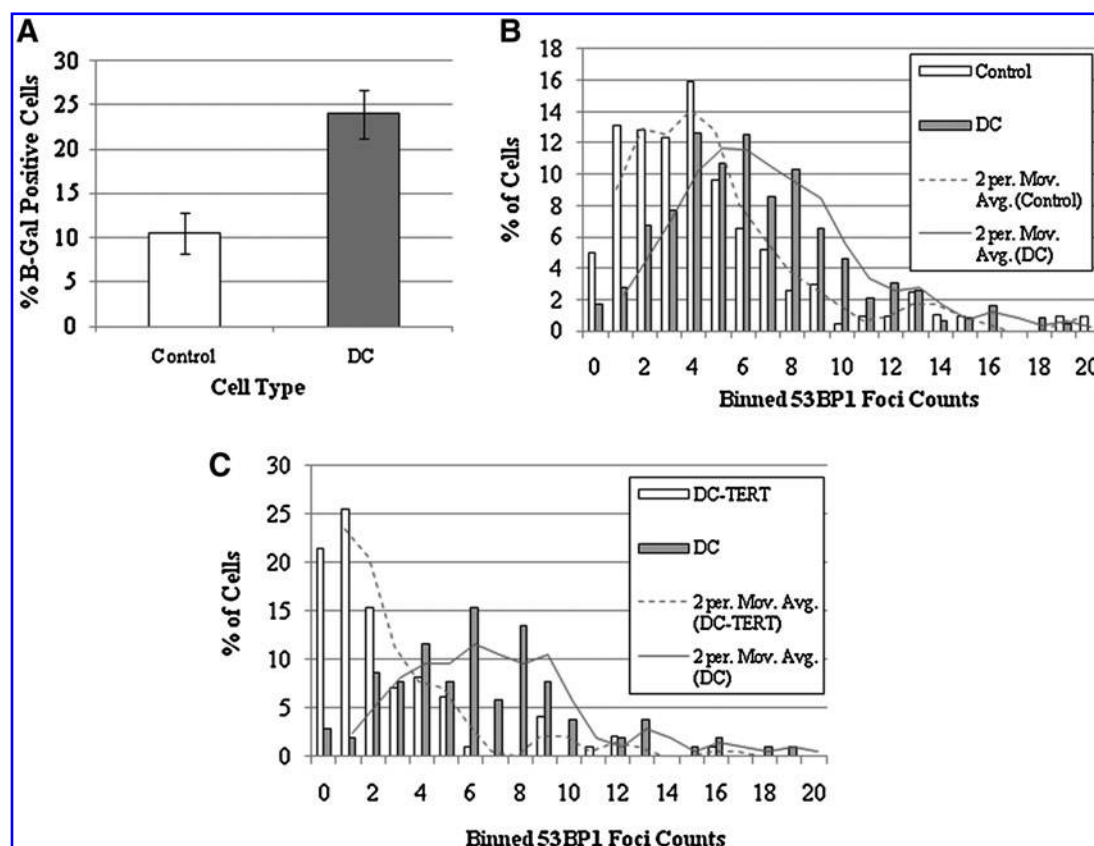 A
30
25
20
15
10
5
0
% B-Gal Positive Cells
Control
DC
Cell Type
B
18
16
14
12
10
8
6
4
2
0
% of Cells
Control
DC
2 per. Mov.
Avg. (Control)
2 per. Mov.
Avg. (DC)
0 2 4 6 8 10 12 14 16 18 20
Binned 53BP1 Foci Counts
C
30
25
20
15
10
5
0
% of Cells
DC-TERT
DC
2 per. Mov. Avg.
(DC-TERT)
2 per. Mov. Avg.
(DC)
0 2 4 6 8 10 12 14 16 18 20
Binned 53BP1 Foci Counts